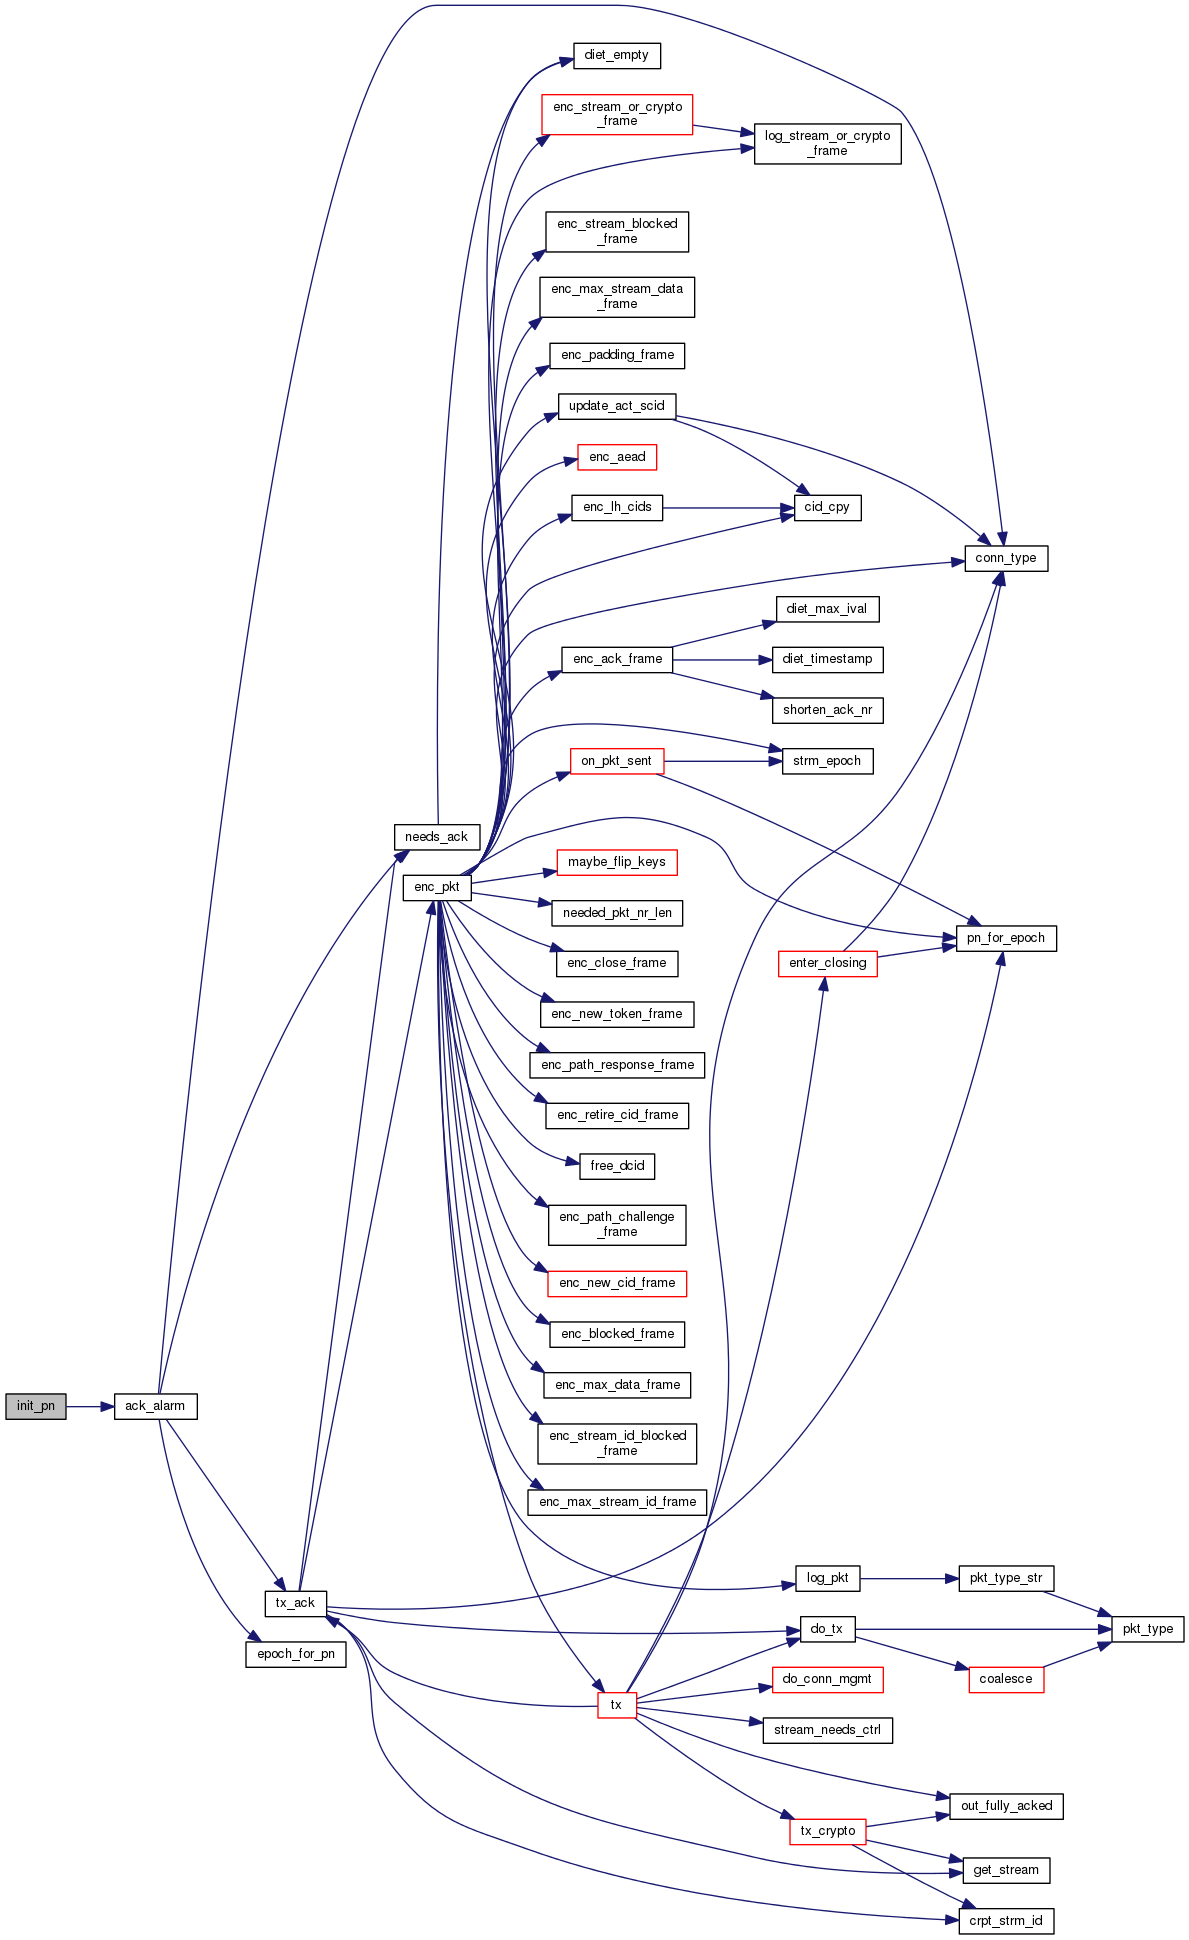 diet_empty
enc_stream_or_crypto
_frame
log_stream_or_crypto
_frame
enc_stream_blocked
_frame
enc_max_stream_data
_frame
enc_padding_frame
update_act_scid
enc_aead
enc_lh_cids
cid_cpy
conn_type
diet_max_ival
enc_ack_frame
diet_timestamp
shorten_ack_nr
on_pkt_sent
strm_epoch
needs_ack
maybe_flip_keys
enc_pkt
needed_pkt_nr_len
pn_for_epoch
enc_close_frame
enter_closing
enc_new_token_frame
enc_path_response_frame
enc_retire_cid_frame
free_dcid
enc_path_challenge
_frame
enc_new_cid_frame
enc_blocked_frame
enc_max_data_frame
init_pn
ack_alarm
enc_stream_id_blocked
_frame
enc_max_stream_id_frame
log_pkt
pkt_type_str
tx_ack
do_tx
pkt_type
epoch_for_pn
do_conn_mgmt
coalesce
tx
stream_needs_ctrl
out_fully_acked
tx_crypto
get_stream
crpt_strm_id